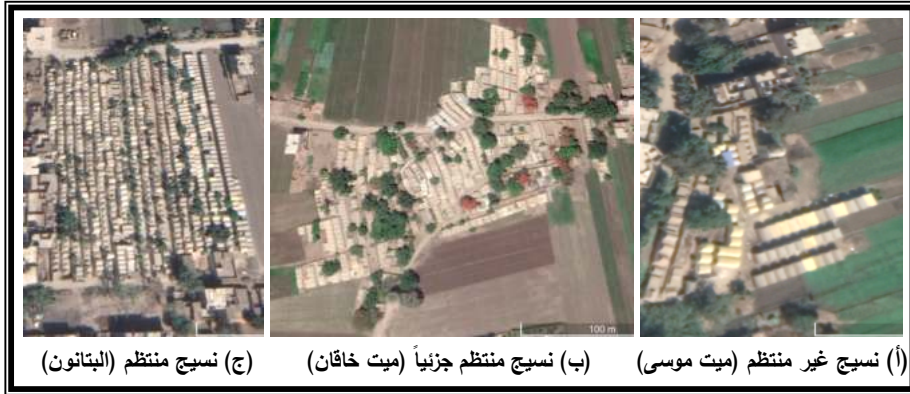 100 m
(أ) نسيج غير منتظم (ميت موسى)
(ب) نسيج منتظم جزئياً (ميت خاقان)
(ج) نسيج منتظم (البتانون)